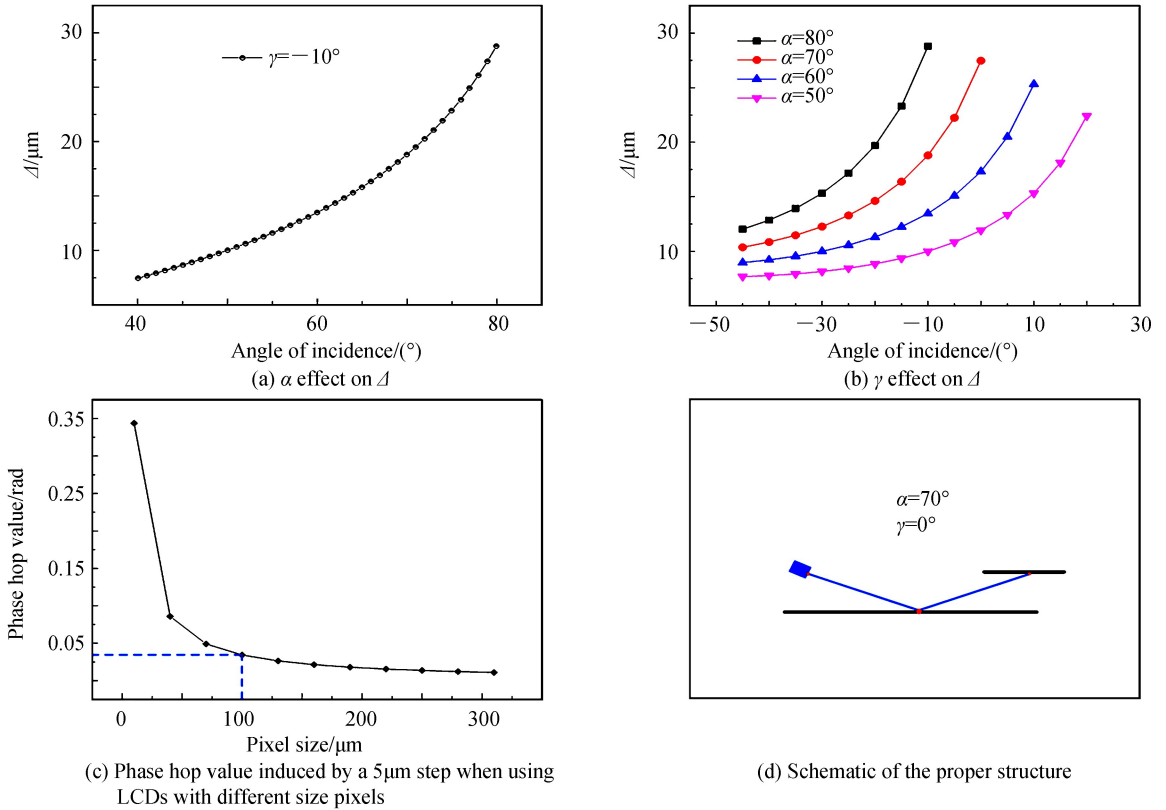 30
20
10
Δ/μm
γ=−10°
40
60
80
Angle of incidence/(°)
(a) α effect on Δ
30
20
10
Δ/μm
α=80°
α=70°
α=60°
α=50°
−50
−30
−10
10
30
Angle of incidence/(°)
(b) γ effect on Δ
0.35
0.25
0.15
0.05
Phase hop value/rad
0
100
200
300
Pixel size/μm
(c) Phase hop value induced by a 5μm step when using
LCDs with different size pixels
α=70°
γ=0°
(d) Schematic of the proper structure